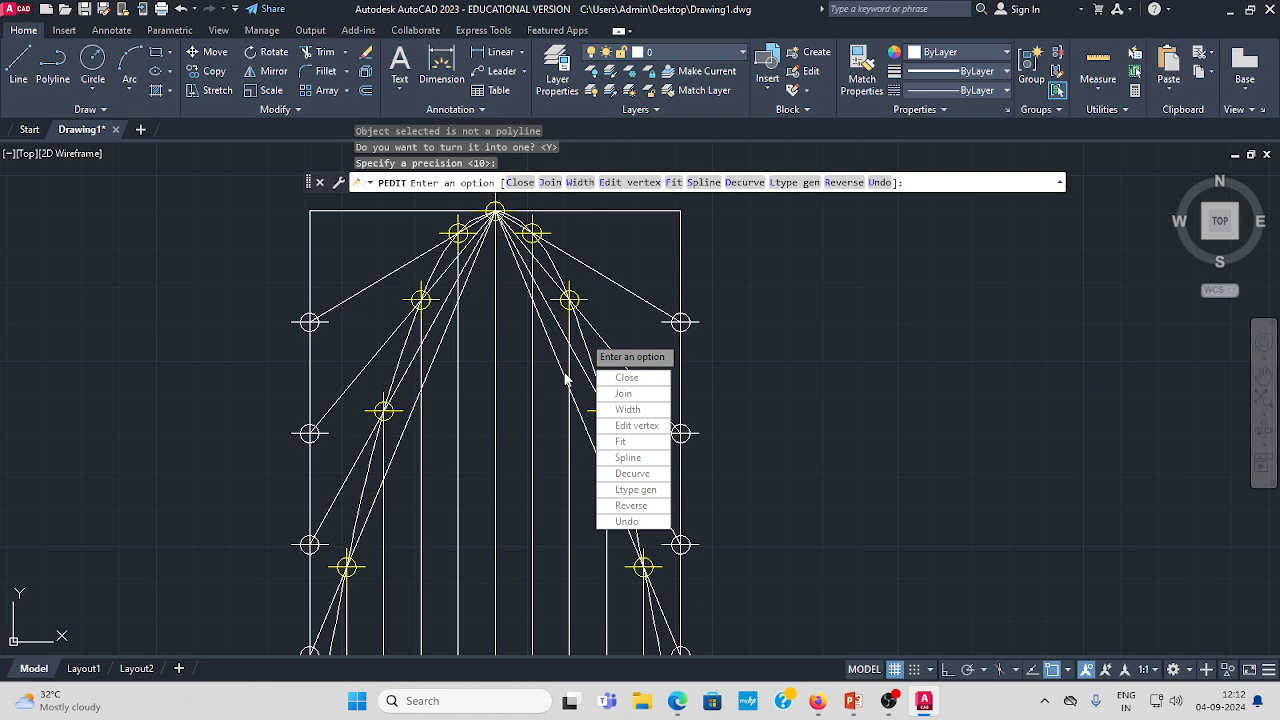 Share
Autodesk AutoCAD 2023 - EDUCATIONAL VERSION C:\Users\Admin\Desktop\Drawing1.dwg
Type a keyword or phrase
Sign In
Home Insert Annotate Parametric View Manage Output Add-ins Collaborate Express Tools Featured Apps
Line Polyline Circle Arc
Move Rotate Trim
Copy Mirror Fillet
Stretch Scale Array
Text Dimension
Linear
Leader
Table
Layer Properties
0
Make Current
Match Layer
Insert
Create
Edit
Match Properties
ByLayer
ByLayer
ByLayer
Group
Measure
Paste
Base
Draw Modify Annotation Layers Block Properties Groups Utilities Clipboard View
Start Drawing1*
[−][Top][2D Wireframe]
Object selected is not a polyline
Do you want to turn it into one? <Y>
Specify a precision <10>:
PEDIT Enter an option [Close Join Width Edit vertex Fit Spline Decurve Ltype gen Reverse Undo]:
N
W TOP E
S
WCS
Enter an option
Close
Join
Width
Edit vertex
Fit
Spline
Decurve
Ltype gen
Reverse
Undo
Y
X
Model Layout1 Layout2
MODEL
1:1
32°C
Mostly cloudy
Search
ENG
IN
12:12
04-09-2024